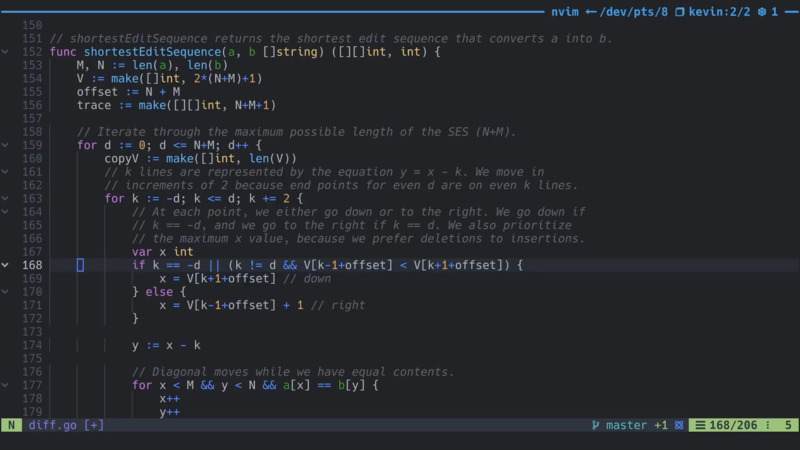 nvim ←/dev/pts/8 kevin:2/2 1
150
151 // shortestEditSequence returns the shortest edit sequence that converts a into b.
152 func shortestEditSequence(a, b []string) ([][]int, int) {
153 M, N := len(a), len(b)
154 V := make([]int, 2*(N+M)+1)
155 offset := N + M
156 trace := make([][]int, N+M+1)
157
158 // Iterate through the maximum possible length of the SES (N+M).
159 for d := 0; d <= N+M; d++ {
160 copyV := make([]int, len(V))
161 // k lines are represented by the equation y = x - k. We move in
162 // increments of 2 because end points for even d are on even k lines.
163 for k := -d; k <= d; k += 2 {
164 // At each point, we either go down or to the right. We go down if
165 // k == -d, and we go to the right if k == d. We also prioritize
166 // the maximum x value, because we prefer deletions to insertions.
167 var x int
168 if k == -d || (k != d && V[k-1+offset] < V[k+1+offset]) {
169 x = V[k+1+offset] // down
170 } else {
171 x = V[k-1+offset] + 1 // right
172 }
173
174 y := x - k
175
176 // Diagonal moves while we have equal contents.
177 for x < M && y < N && a[x] == b[y] {
178 x++
179 y++
N diff.go [+] master +1 168/206 : 5